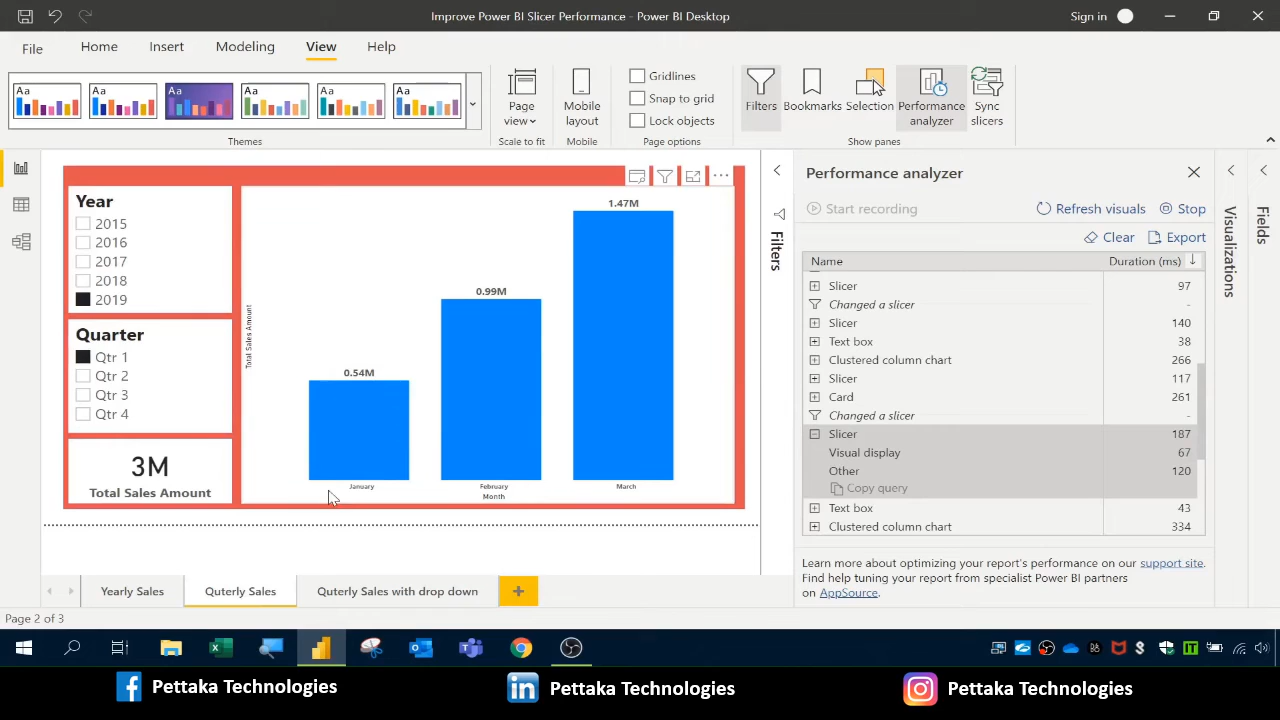 Improve Power BI Slicer Performance - Power BI Desktop
Sign in
File
Home
Insert
Modeling
View
Help
Aa
Aa
Aa
Aa
Aa
Aa
Page view
Mobile layout
Gridlines
Snap to grid
Lock objects
Filters
Bookmarks
Selection
Performance analyzer
Sync slicers
Themes
Scale to fit
Mobile
Page options
Show panes
Year
2015
2016
2017
2018
2019
Quarter
Qtr 1
Qtr 2
Qtr 3
Qtr 4
3M
Total Sales Amount
Total Sales Amount
0.54M
0.99M
1.47M
January
February
March
Month
Filters
Performance analyzer
Start recording
Refresh visuals
Stop
Clear
Export
Name
Duration (ms)
Slicer 97
Changed a slicer -
Slicer 140
Text box 38
Clustered column chart 266
Slicer 117
Card 261
Changed a slicer -
Slicer 187
Visual display 67
Other 120
Copy query
Text box 43
Clustered column chart 334
Learn more about optimizing your report's performance on our support site.
Find help tuning your report from specialist Power BI partners
on AppSource.
Visualizations
Fields
Yearly Sales
Quterly Sales
Quterly Sales with drop down
Page 2 of 3
Pettaka Technologies
Pettaka Technologies
Pettaka Technologies